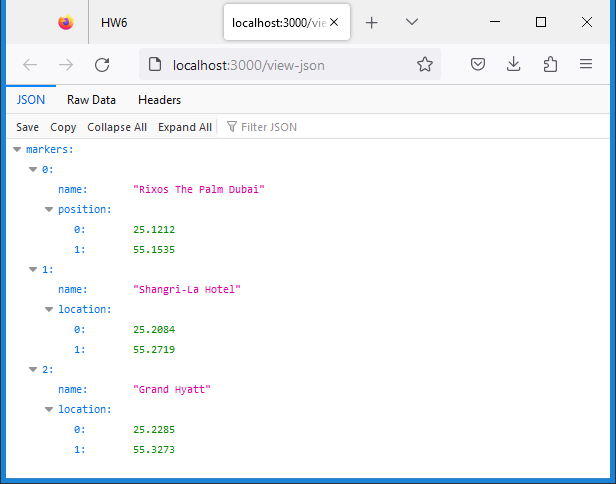 HW6
localhost:3000/vie
localhost:3000/view-json
JSON Raw Data Headers
Save Copy Collapse All Expand All Filter JSON
markers:
0:
name: "Rixos The Palm Dubai"
position:
0: 25.1212
1: 55.1535
1:
name: "Shangri-La Hotel"
location:
0: 25.2084
1: 55.2719
2:
name: "Grand Hyatt"
location:
0: 25.2285
1: 55.3273